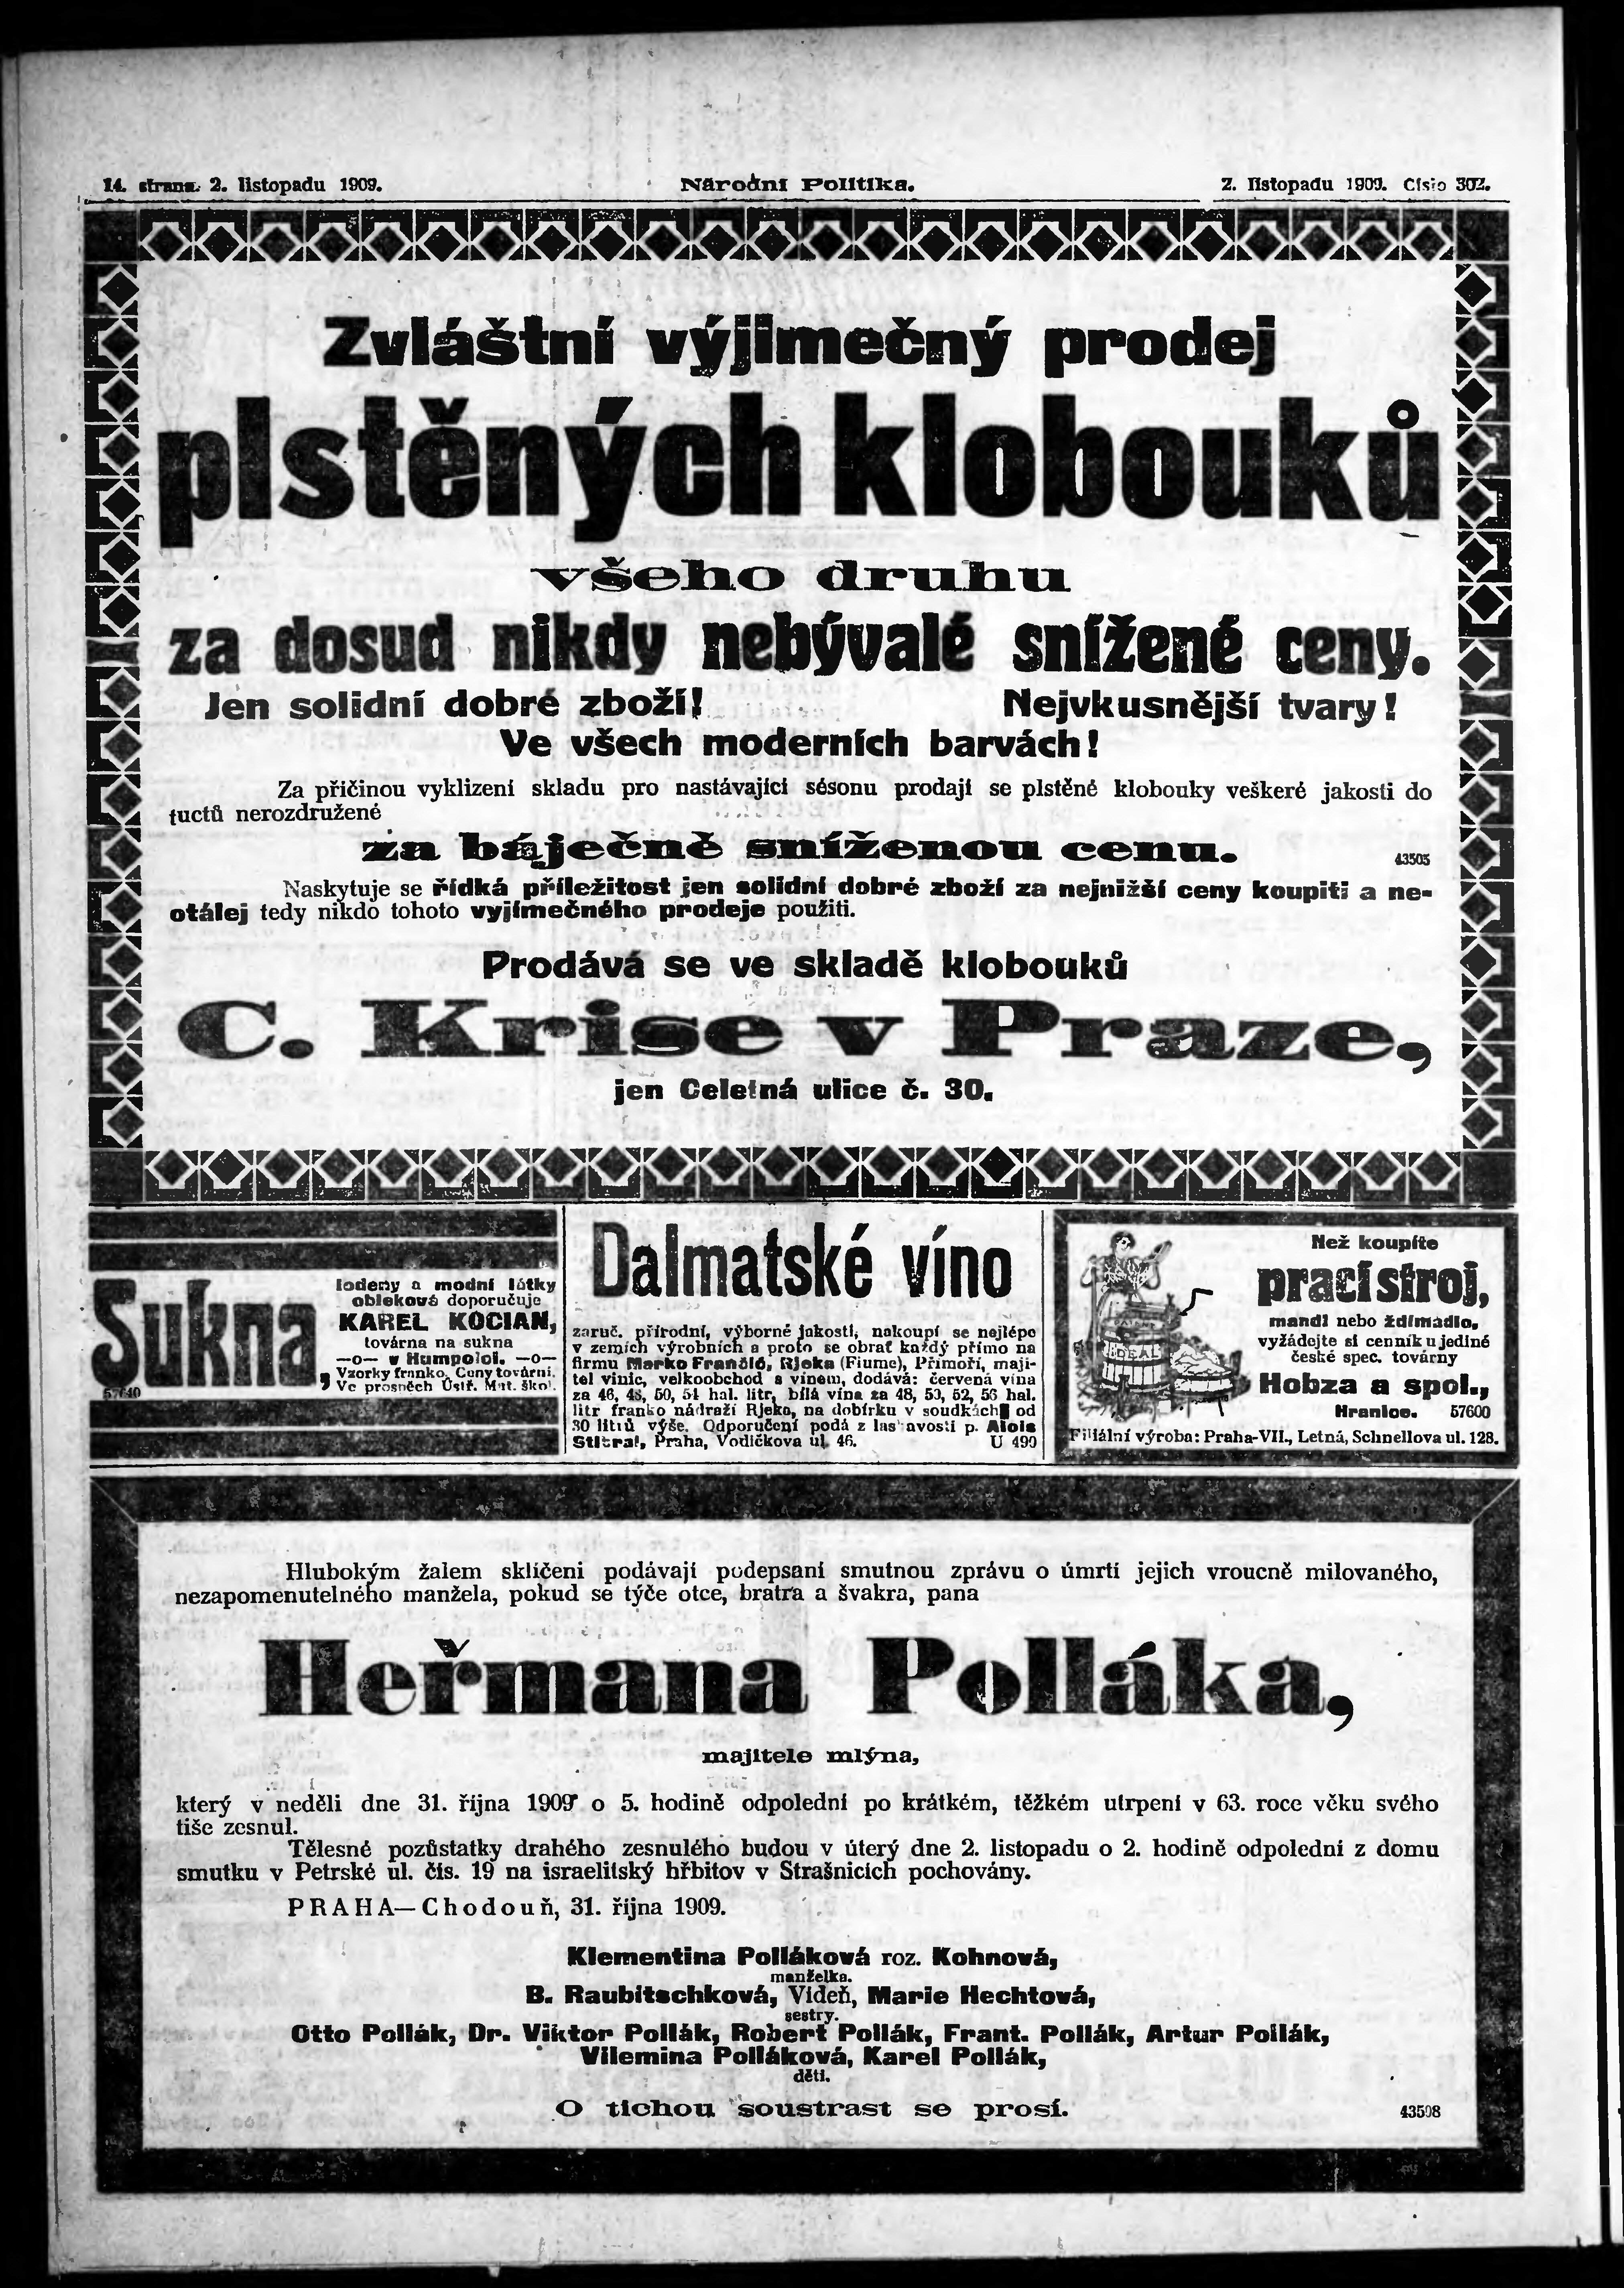 14. strana. 2. listopadu 1909.
Národní Politika.
2. listopadu 1909. Císlo 302.
Zvláštní výjimečný prodej
plstěných klobouků
všeho druhu
za dosud nikdy nebývalé snížené ceny.
Jen solidní dobré zboží! Nejvkusnější tvary!
Ve všech moderních barvách!
Za příčinou vyklizení skladu pro nastávající sésonu prodají se plstěné klobouky veškeré jakosti do
tuctů nerozdružené
za báječně sníženou cenu.
43505
Naskytuje se řídká příležitost jen solidní dobré zboží za nejnižší ceny koupiti a ne-
otálej tedy nikdo tohoto vyjímečného prodeje použiti.
Prodává se ve skladě klobouků
C. Krise v Praze,
jen Celetná ulice č. 30.
Sukna,
lodeny a modní látky
oblekové doporučuje
KAREL KOCIAN,
továrna na sukna
—o— v Humpolci. —o—
Vzorky franko. Ceny tovární.
Ve prospěch Ústř. Mat. škol.
Dalmatské víno
zaruč. přírodní, výborné jakosti, nakoupí se nejlépe
v zemích výrobních a proto se obrať každý přímo na
firmu Marko Frančić, Rjeka (Fiume), Přímoří, maji-
tel vinic, velkoobchod s vínem, dodává: červená vína
za 46, 48, 50, 54 hal. litr, bílá vína za 48, 50, 52, 56 hal.
litr franko nádraží Rjeka, na dobírku v soudkách od
30 litrů výše. Odporučení podá z laskavosti p. Alois
Stitral, Praha, Vodičkova ul. 46. U 490
Než koupíte
prací stroj,
mandl nebo ždímadlo,
vyžádejte si cenník u jediné
české spec. továrny
Hobza a spol.,
Hranice. 57600
Filiální výroba: Praha-VII., Letná, Schnellova ul. 128.
IDEAL
Hlubokým žalem sklíčeni podávají podepsaní smutnou zprávu o úmrtí jejich vroucně milovaného,
nezapomenutelného manžela, pokud se týče otce, bratra a švakra, pana
Heřmana Polláka,
majitele mlýna,
který v neděli dne 31. října 1909 o 5. hodině odpolední po krátkém, těžkém utrpení v 63. roce věku svého
tiše zesnul.
Tělesné pozůstatky drahého zesnulého budou v úterý dne 2. listopadu o 2. hodině odpolední z domu
smutku v Petrské ul. čís. 19 na israelitský hřbitov v Strašnicích pochovány.
PRAHA—Chodouň, 31. října 1909.
Klementina Polláková roz. Kohnová,
manželka.
B. Raubitschková, Vídeň, Marie Hechtová,
sestry.
Otto Pollák, Dr. Viktor Pollák, Robert Pollák, Frant. Pollák, Artur Pollák,
Vilemina Polláková, Karel Pollák,
děti.
O tichou soustrast se prosí.
43508